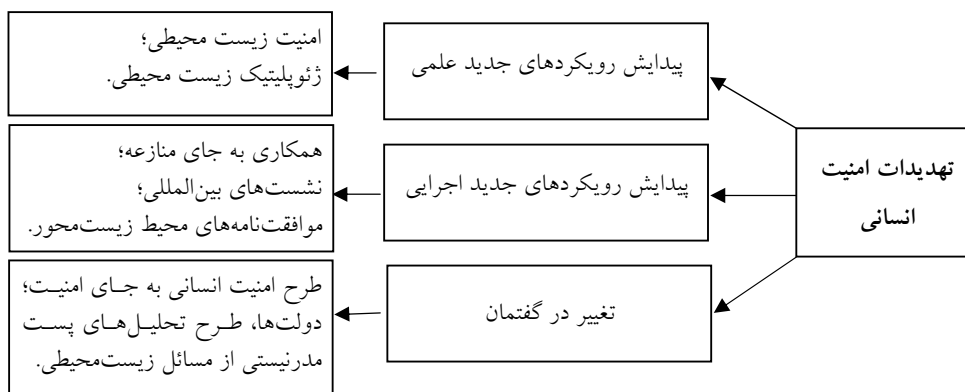 تهدیدات امنیت
انسانی
پیدایش رویکردهای جدید علمی
امنیت زیست محیطی؛
ژئوپلیتیک زیست محیطی.
پیدایش رویکردهای جدید اجرایی
همکاری به جای منازعه؛
نشست‌های بین‌المللی؛
موافقت‌نامه‌های محیط زیست‌محور.
تغییر در گفتمان
طرح امنیت انسانی به جای امنیت؛
دولت‌ها، طرح تحلیل‌های پست
مدرنیستی از مسائل زیست‌محیطی.